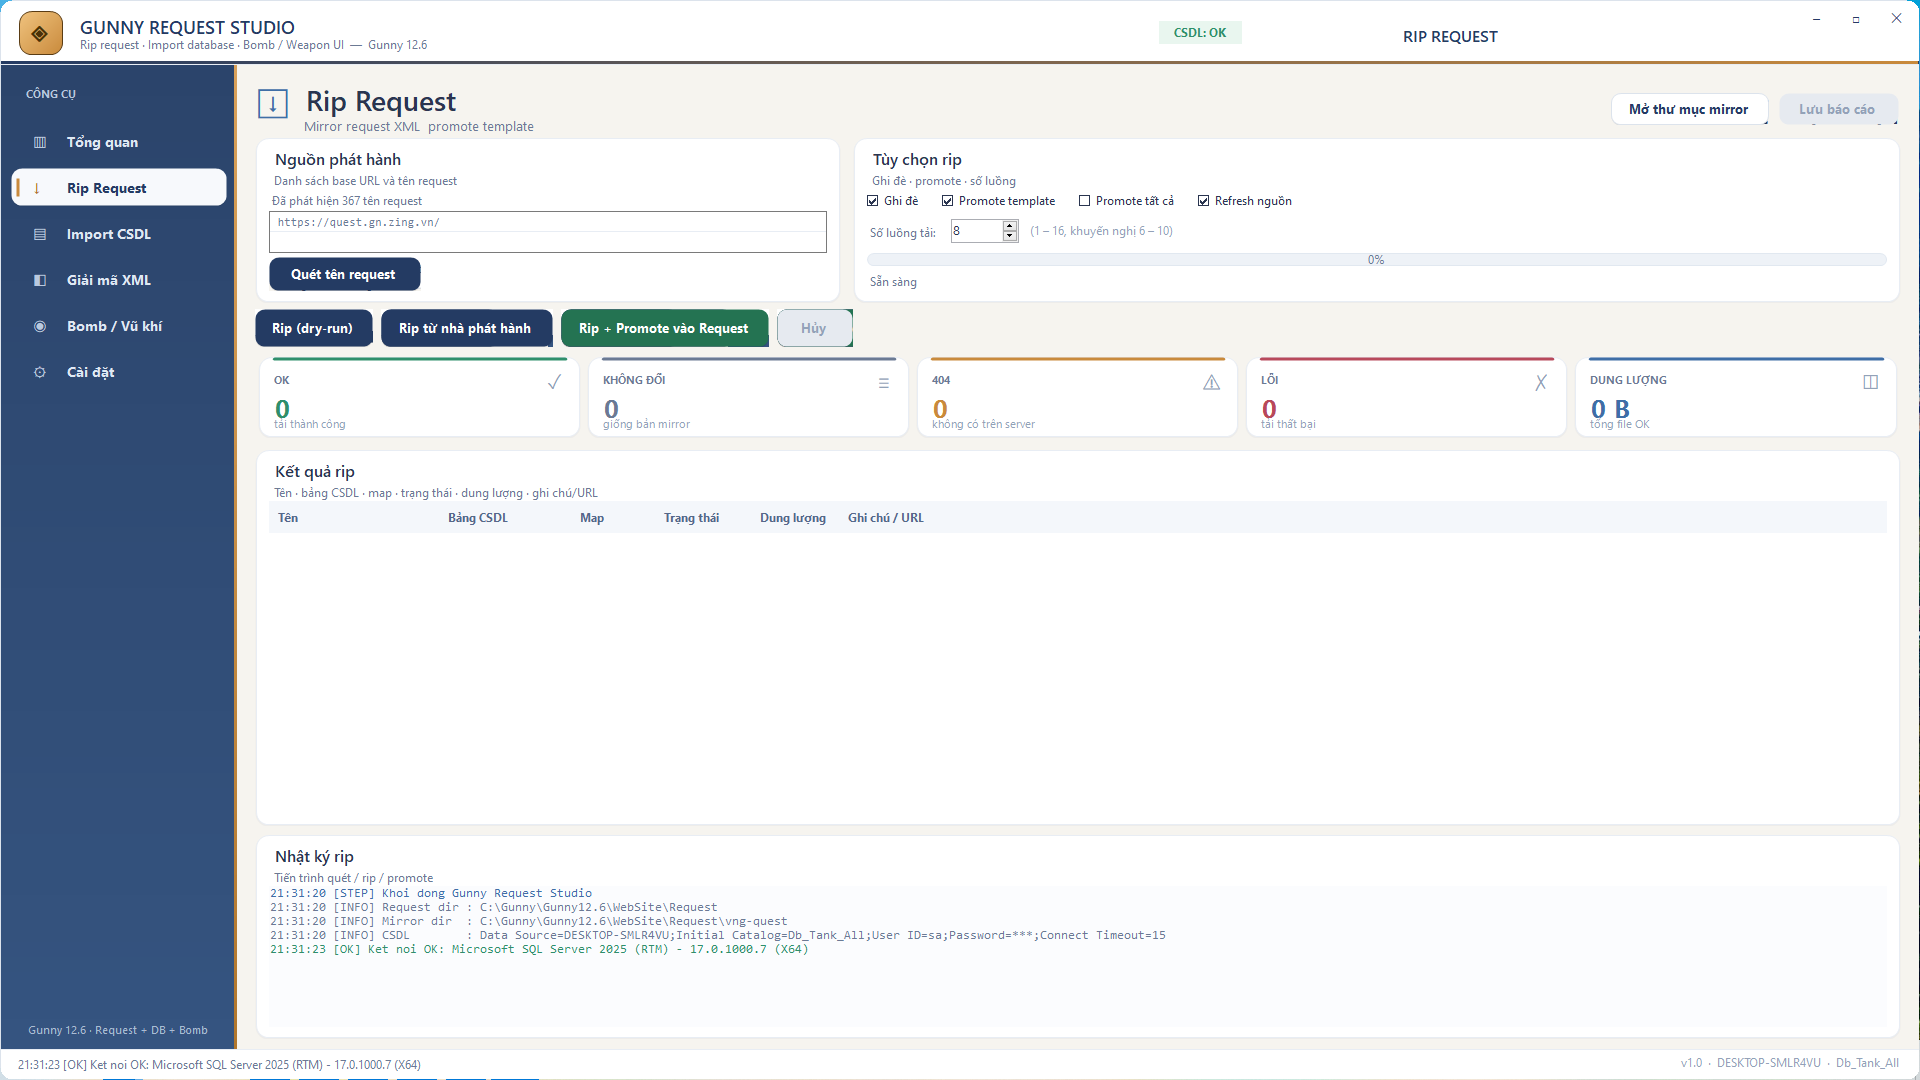 GUNNY REQUEST STUDIO
Rip request · Import database · Bomb / Weapon UI — Gunny 12.6
CSDL: OK
RIP REQUEST
CÔNG CỤ
Tổng quan
Rip Request
Import CSDL
Giải mã XML
Bomb / Vũ khí
Cài đặt
Gunny 12.6 · Request + DB + Bomb
Rip Request
Mirror request XML promote template
Mở thư mục mirror
Lưu báo cáo
Nguồn phát hành
Danh sách base URL và tên request
Đã phát hiện 367 tên request
https://quest.gn.zing.vn/
Quét tên request
Tùy chọn rip
Ghi đè · promote · số luồng
Ghi đè
Promote template
Promote tất cả
Refresh nguồn
Số luồng tải:
8
(1 – 16, khuyến nghị 6 – 10)
0%
Sẵn sàng
Rip (dry-run)
Rip từ nhà phát hành
Rip + Promote vào Request
Hủy
OK
0
tải thành công
KHÔNG ĐỔI
0
giống bản mirror
404
0
không có trên server
LỖI
0
tải thất bại
DUNG LƯỢNG
0 B
tổng file OK
Kết quả rip
Tên · bảng CSDL · map · trạng thái · dung lượng · ghi chú/URL
Tên
Bảng CSDL
Map
Trạng thái
Dung lượng
Ghi chú / URL
Nhật ký rip
Tiến trình quét / rip / promote
21:31:20 [STEP] Khoi dong Gunny Request Studio
21:31:20 [INFO] Request dir : C:\Gunny\Gunny12.6\WebSite\Request
21:31:20 [INFO] Mirror dir : C:\Gunny\Gunny12.6\WebSite\Request\vng-quest
21:31:20 [INFO] CSDL : Data Source=DESKTOP-SMLR4VU;Initial Catalog=Db_Tank_All;User ID=sa;Password=***;Connect Timeout=15
21:31:23 [OK] Ket noi OK: Microsoft SQL Server 2025 (RTM) - 17.0.1000.7 (X64)
21:31:23 [OK] Ket noi OK: Microsoft SQL Server 2025 (RTM) - 17.0.1000.7 (X64)
v1.0 · DESKTOP-SMLR4VU · Db_Tank_All